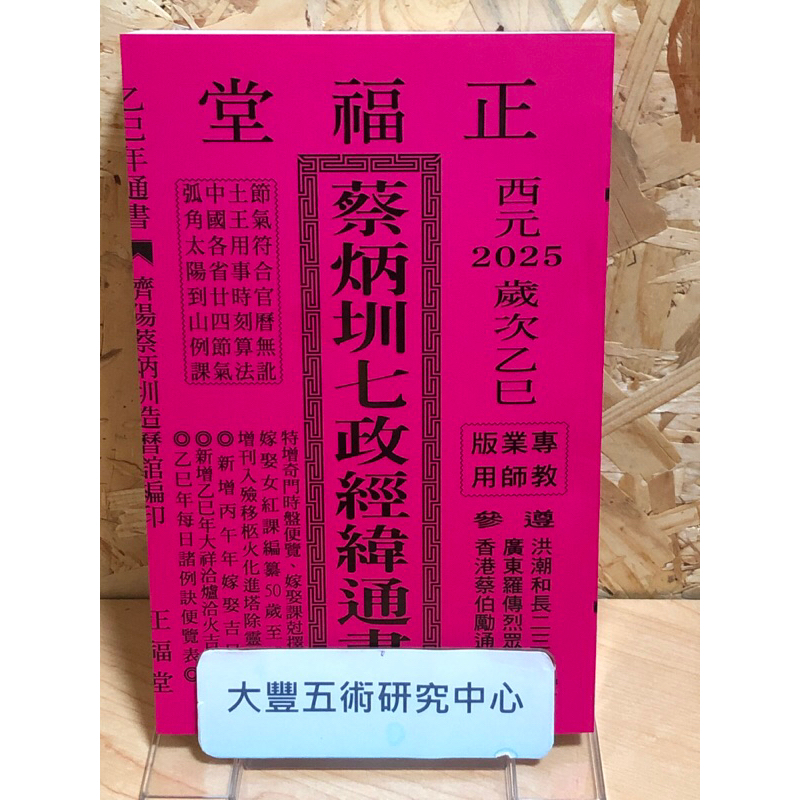 正福堂
西元2025歲次乙巳
專業版
教師用
遵參
洪潮和長二三
廣東羅傳烈眾
香港蔡伯勵通
蔡炳圳七政經緯通書
節氣符合官曆無訛
土王用事時刻算法
中國各省廿四節氣
弧角太陽到山例課
特增奇門時盤便覽、嫁娶課尅擇
嫁娶女紅課編纂50歲至
增刊入殮移柩火化進塔除靈
◎新增丙午年嫁娶吉日
◎新增乙巳年大祥洽爐洽火吉
◎乙巳年每日諸例訣便覽表◎
乙巳年通書
濟陽蔡炳圳造曆舘編印
正福堂
大豐五術研究中心